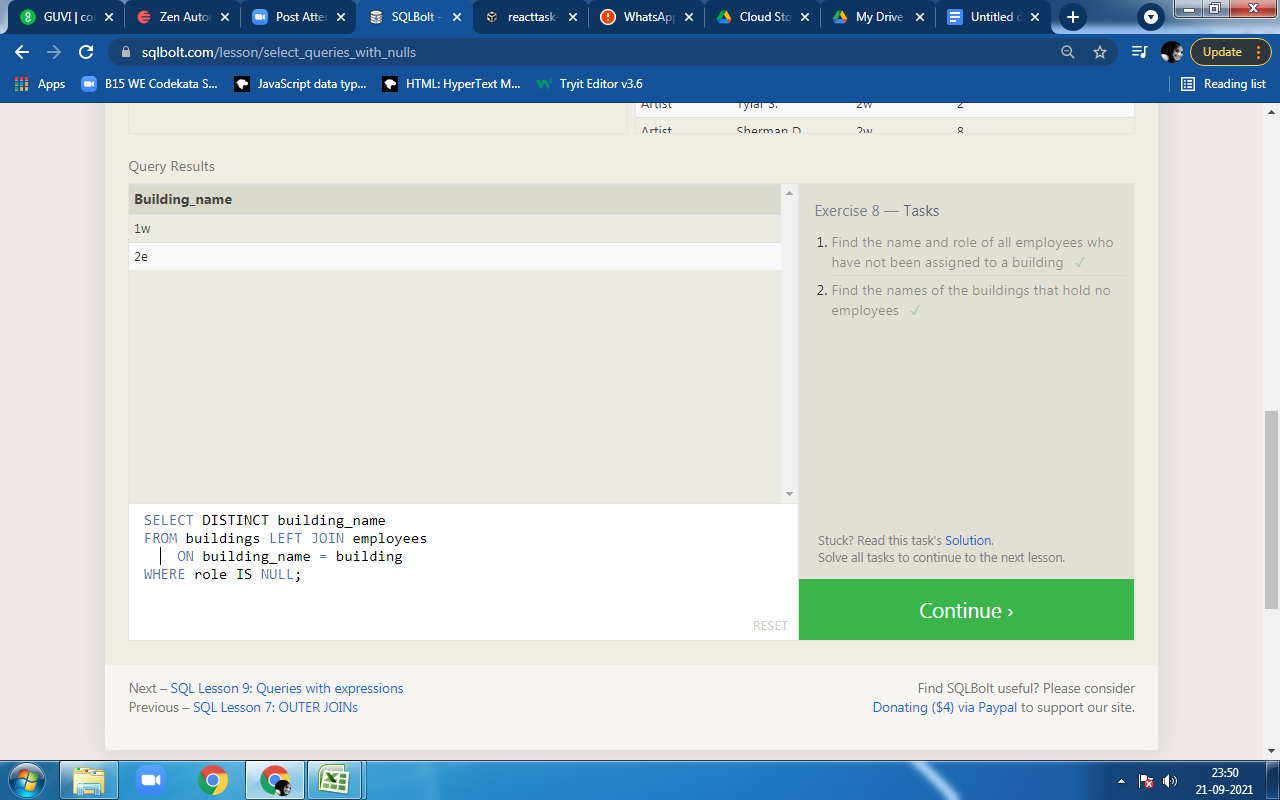 GUVI | co
Zen Autor
Post Atter
SQLBolt -
reacttask-
WhatsApp
Cloud Sto
My Drive
Untitled d
sqlbolt.com/lesson/select_queries_with_nulls
Update
Apps
B15 WE Codekata S...
JavaScript data typ...
HTML: HyperText M...
Tryit Editor v3.6
Reading list
Artist Tylar S. 2w 2
Artist Sherman D. 2w 8
Query Results
Building_name
1w
2e
Exercise 8 — Tasks
1. Find the name and role of all employees who
have not been assigned to a building ✓
2. Find the names of the buildings that hold no
employees ✓
SELECT DISTINCT building_name
FROM buildings LEFT JOIN employees
ON building_name = building
WHERE role IS NULL;
RESET
Stuck? Read this task's Solution.
Solve all tasks to continue to the next lesson.
Continue ›
Next – SQL Lesson 9: Queries with expressions
Previous – SQL Lesson 7: OUTER JOINs
Find SQLBolt useful? Please consider
Donating ($4) via Paypal to support our site.
23:50
21-09-2021